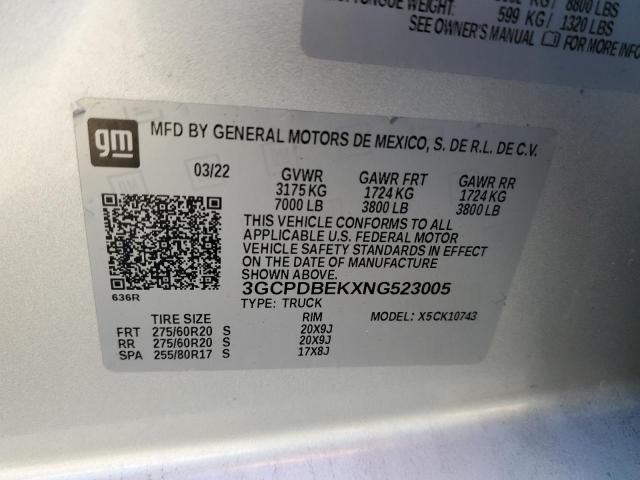 8800 LBS
TONGUE WEIGHT: 599 KG / 1320 LBS
SEE OWNER'S MANUAL FOR MORE INFO
gm MFD BY GENERAL MOTORS DE MEXICO, S. DE R.L. DE C.V.
03/22 GVWR GAWR FRT GAWR RR
3175 KG 1724 KG 1724 KG
7000 LB 3800 LB 3800 LB
THIS VEHICLE CONFORMS TO ALL
APPLICABLE U.S. FEDERAL MOTOR
VEHICLE SAFETY STANDARDS IN EFFECT
ON THE DATE OF MANUFACTURE
SHOWN ABOVE.
636R 3GCPDBEKXNG523005
TYPE: TRUCK
TIRE SIZE RIM MODEL: X5CK10743
FRT 275/60R20 S 20X9J
RR 275/60R20 S 20X9J
SPA 255/80R17 S 17X8J